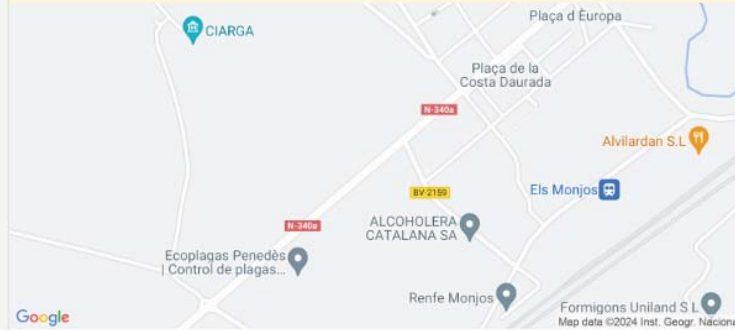 CIARGA
Plaça d Europa
Plaça de la
Costa Daurada
N-340a
Alvilardan S.L
BV-2159
Els Monjos
N-340a
ALCOHOLERA
CATALANA SA
Ecoplagas Penedès
| Control de plagas...
Renfe Monjos
Formigons Uniland S L
Google
Map data ©2024 Inst. Geogr. Naciona